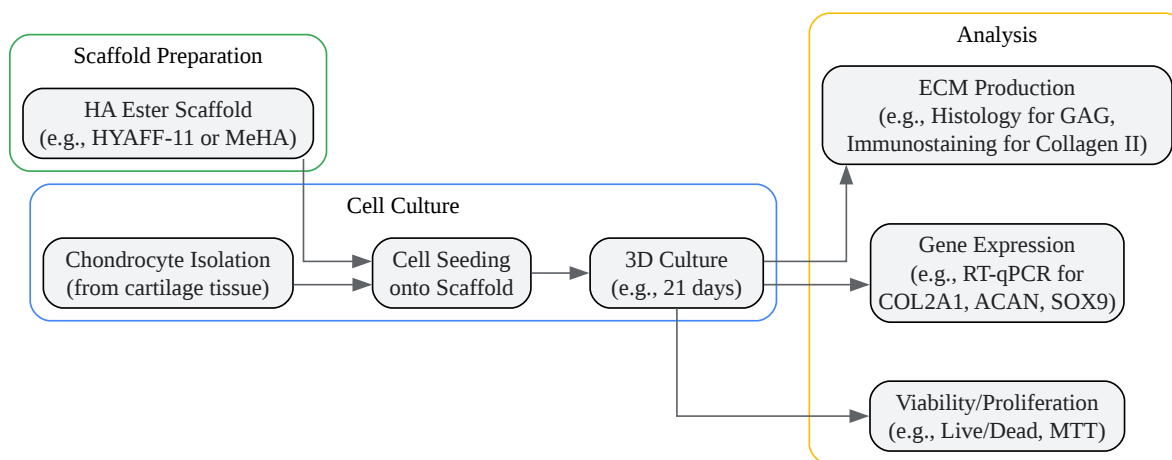 Scaffold Preparation
HA Ester Scaffold
(e.g., HYAFF-11 or MeHA)
Cell Culture
Chondrocyte Isolation
(from cartilage tissue)
Cell Seeding
onto Scaffold
3D Culture
(e.g., 21 days)
Analysis
ECM Production
(e.g., Histology for GAG,
Immunostaining for Collagen II)
Gene Expression
(e.g., RT-qPCR for
COL2A1, ACAN, SOX9)
Viability/Proliferation
(e.g., Live/Dead, MTT)